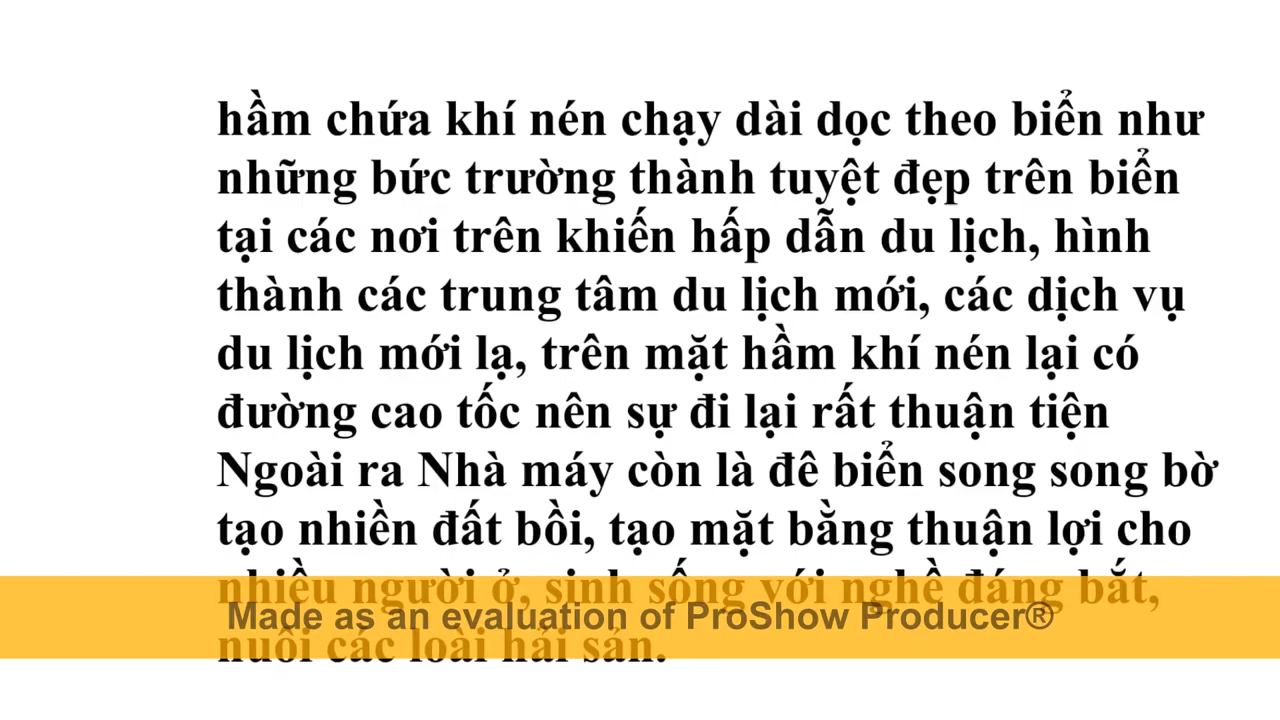 hầm chứa khí nén chạy dài dọc theo biển như
những bức trường thành tuyệt đẹp trên biển
tại các nơi trên khiến hấp dẫn du lịch, hình
thành các trung tâm du lịch mới, các dịch vụ
du lịch mới lạ, trên mặt hầm khí nén lại có
đường cao tốc nên sự đi lại rất thuận tiện
Ngoài ra Nhà máy còn là đê biển song song bờ
tạo nhiền đất bồi, tạo mặt bằng thuận lợi cho
nhiều người ở, sinh sống với nghề đáng bắt,
Made as an evaluation of ProShow Producer®
nuôi các loài hải sản.